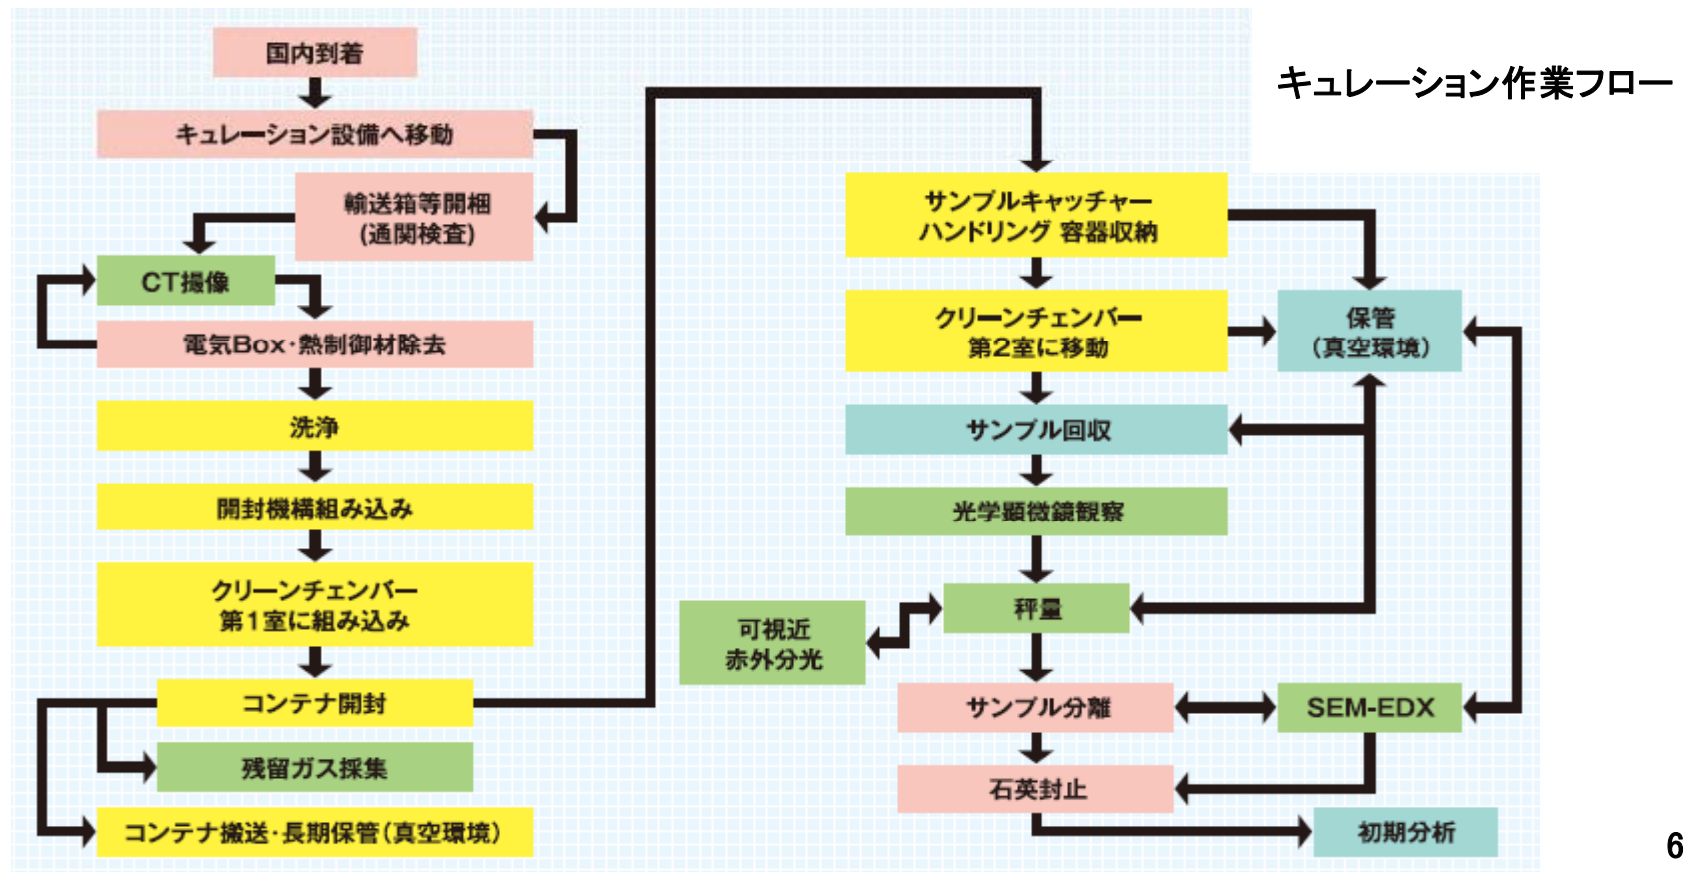 キュレーション作業フロー
国内到着
キュレーション設備へ移動
輸送箱等開梱
(通関検査)
CT撮像
電気Box・熱制御材除去
洗浄
開封機構組み込み
クリーンチェンバー
第1室に組み込み
コンテナ開封
残留ガス採集
コンテナ搬送・長期保管(真空環境)
サンプルキャッチャー
ハンドリング 容器収納
クリーンチェンバー
第2室に移動
保管
(真空環境)
サンプル回収
光学顕微鏡観察
秤量
可視近
赤外分光
サンプル分離
SEM-EDX
石英封止
初期分析
6